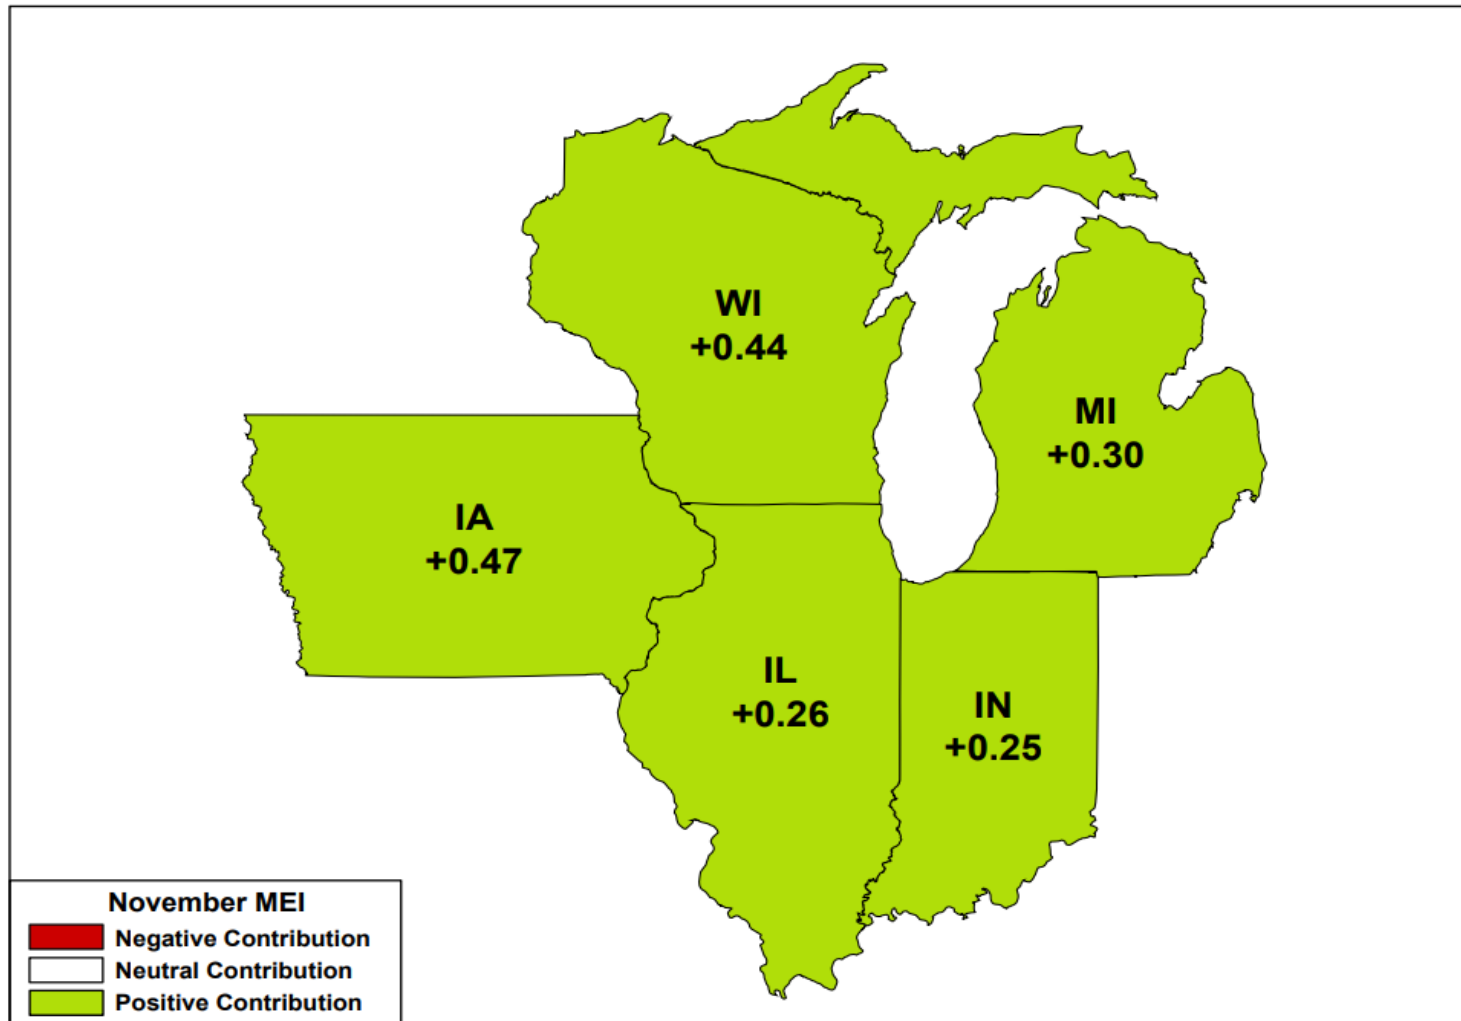 WI
+0.44
MI
+0.30
IA
+0.47
IL
+0.26
IN
+0.25
November MEI
Negative Contribution
Neutral Contribution
Positive Contribution